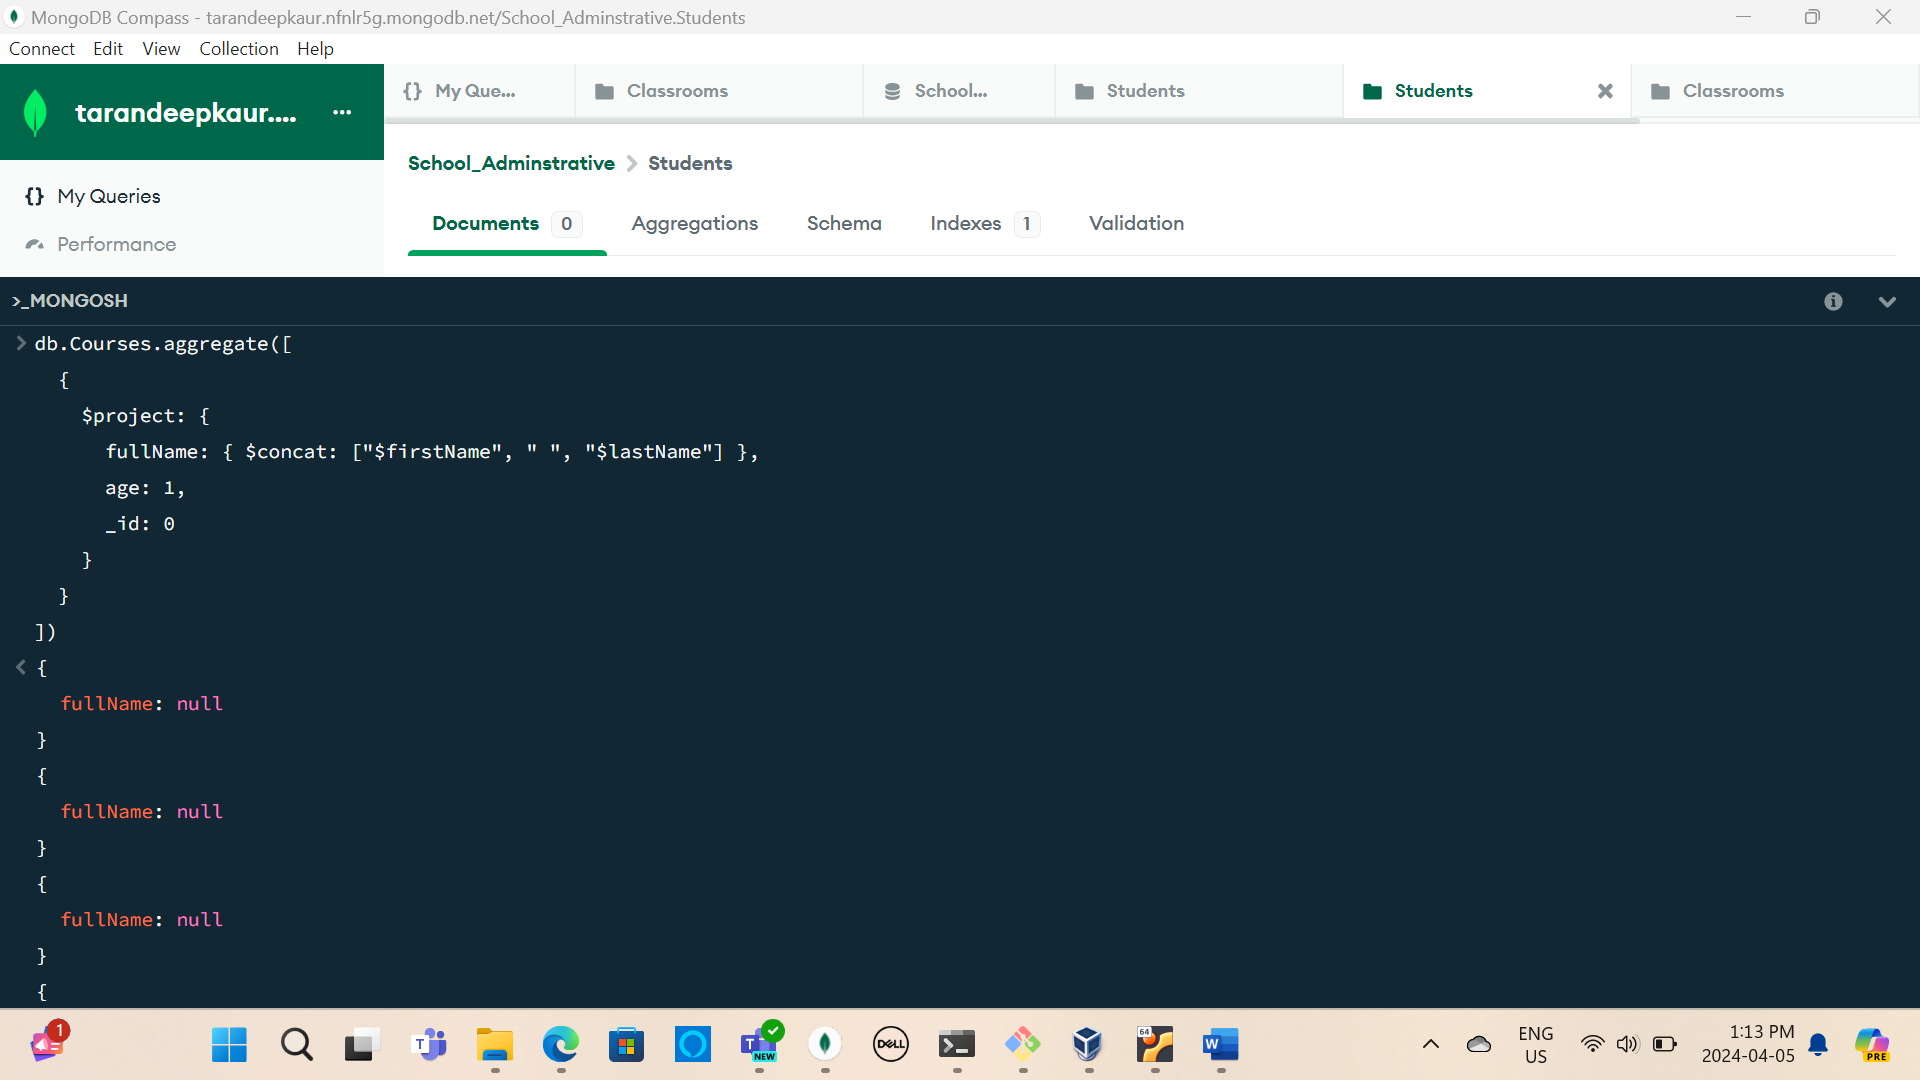 MongoDB Compass - tarandeepkaur.nfnlr5g.mongodb.net/School_Adminstrative.Students
Connect Edit View Collection Help
tarandeepkaur.... ···
{} My Que... Classrooms School... Students Students Classrooms
School_Adminstrative > Students
{} My Queries
Performance
Documents 0 Aggregations Schema Indexes 1 Validation
>_MONGOSH
> db.Courses.aggregate([
{
$project: {
fullName: { $concat: ["$firstName", " ", "$lastName"] },
age: 1,
_id: 0
}
}
])
< {
fullName: null
}
{
fullName: null
}
{
fullName: null
}
{
1
T
T NEW
DELL
64
W
ENG
US
1:13 PM
2024-04-05
PRE